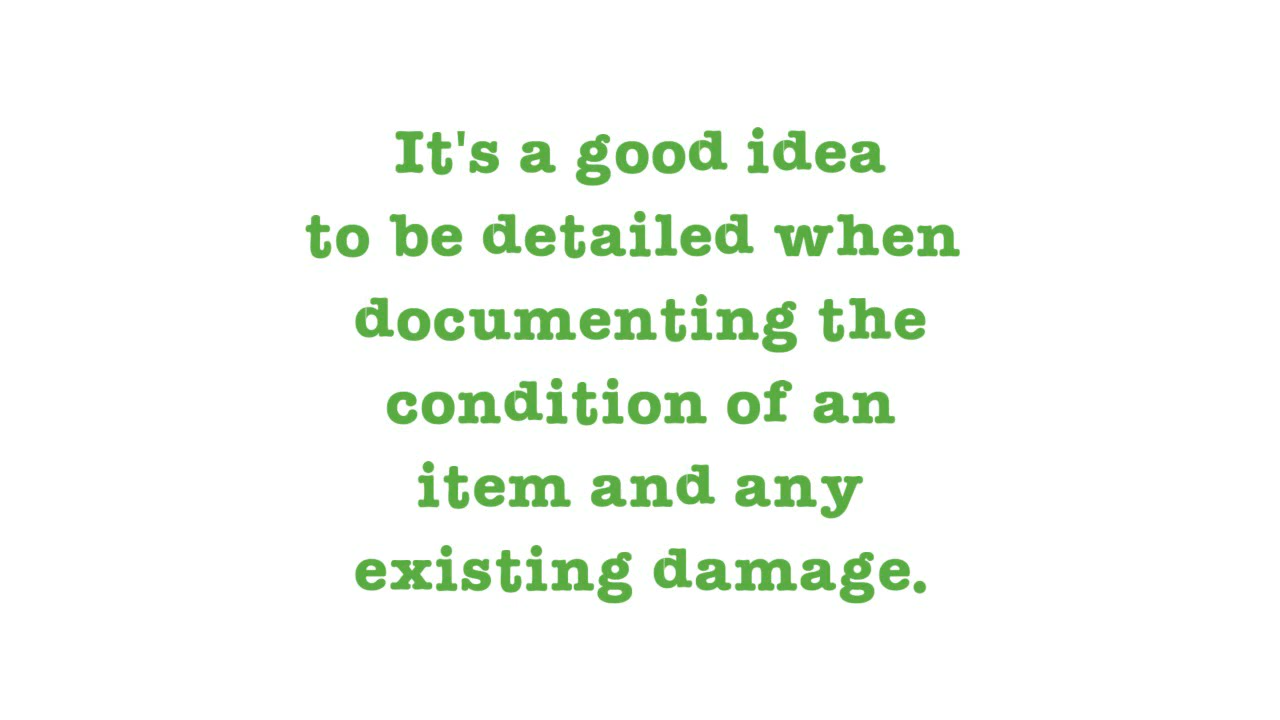 It's a good idea
to be detailed when
documenting the
condition of an
item and any
existing damage.